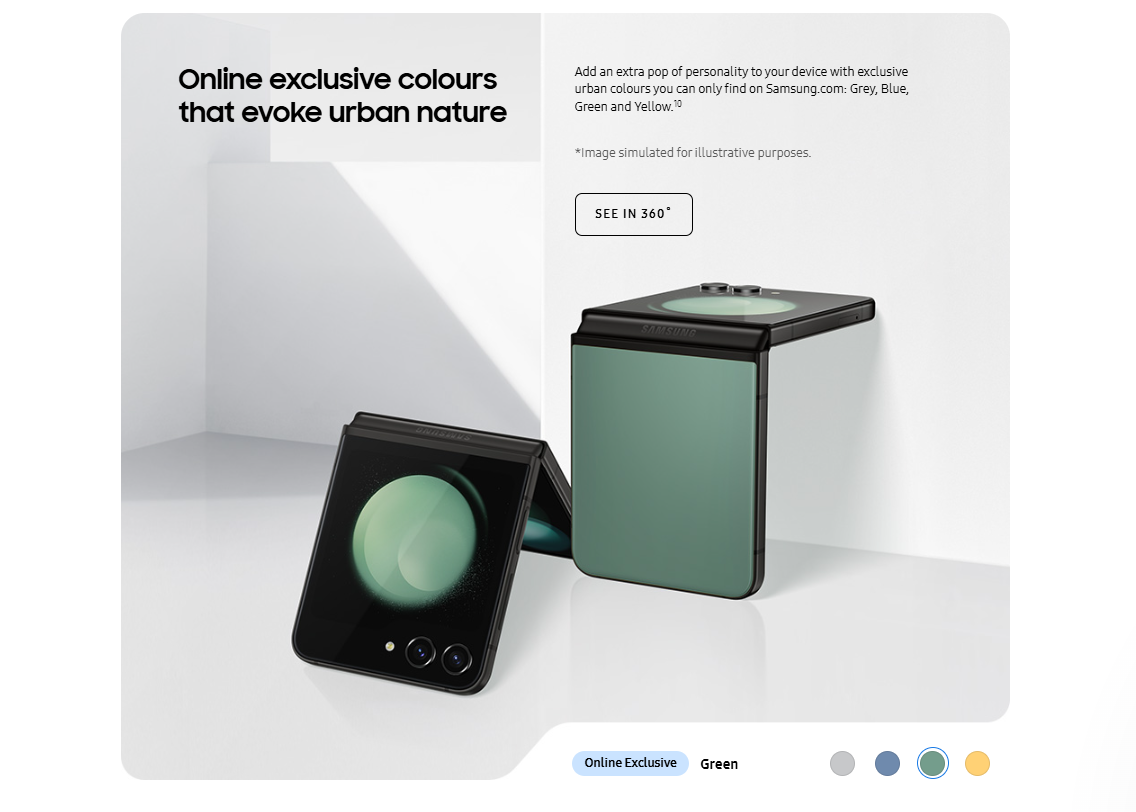 Online exclusive colours
that evoke urban nature
Add an extra pop of personality to your device with exclusive
urban colours you can only find on Samsung.com: Grey, Blue,
Green and Yellow.10
*Image simulated for illustrative purposes.
SEE IN 360˚
SAMSUNG
SAMSUNG
Online Exclusive Green